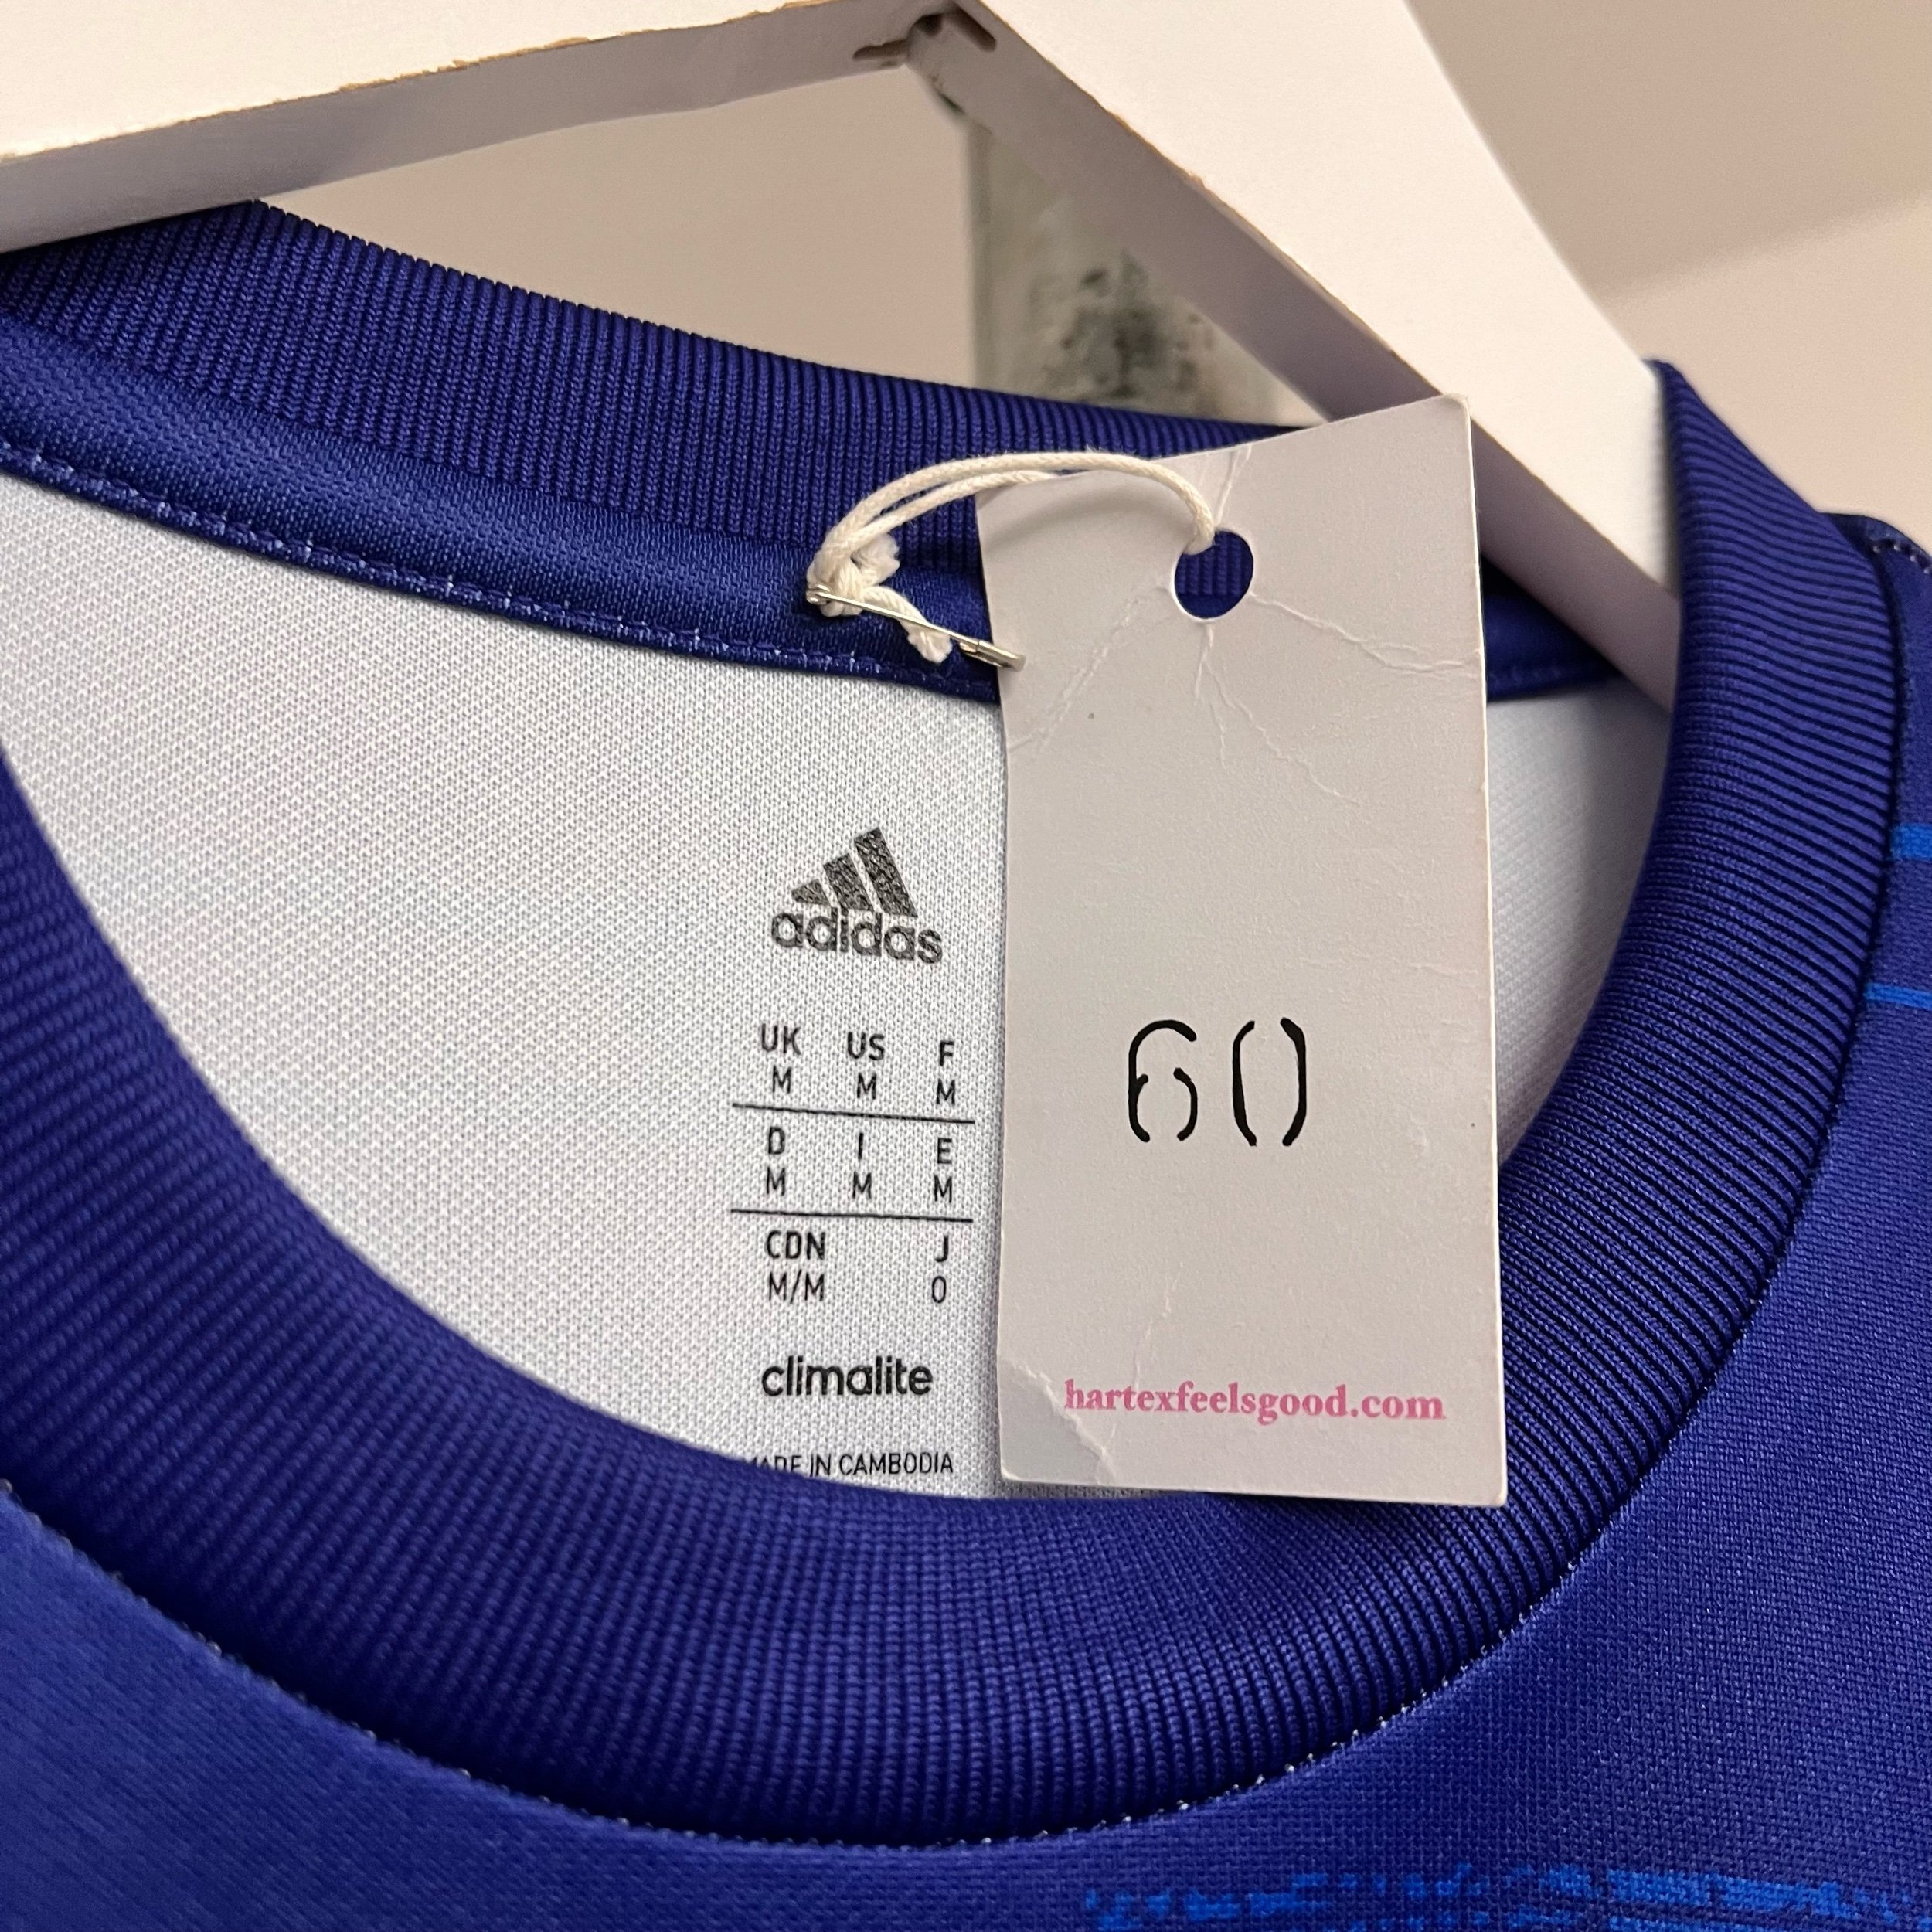 adidas
UK US F
M M M
D I E
M M M
CDN J
M/M O
climalite
MADE IN CAMBODIA
60
hartexfeelsgood.com